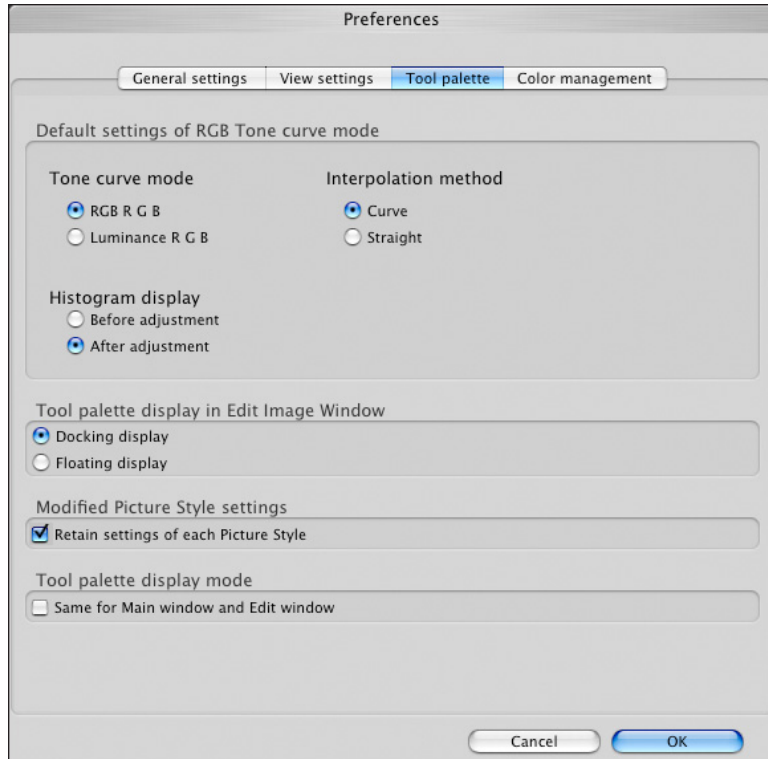 Preferences
General settings View settings Tool palette Color management
Default settings of RGB Tone curve mode
Tone curve mode Interpolation method
RGB R G B Curve
Luminance R G B Straight
Histogram display
Before adjustment
After adjustment
Tool palette display in Edit Image Window
Docking display
Floating display
Modified Picture Style settings
Retain settings of each Picture Style
Tool palette display mode
Same for Main window and Edit window
Cancel OK